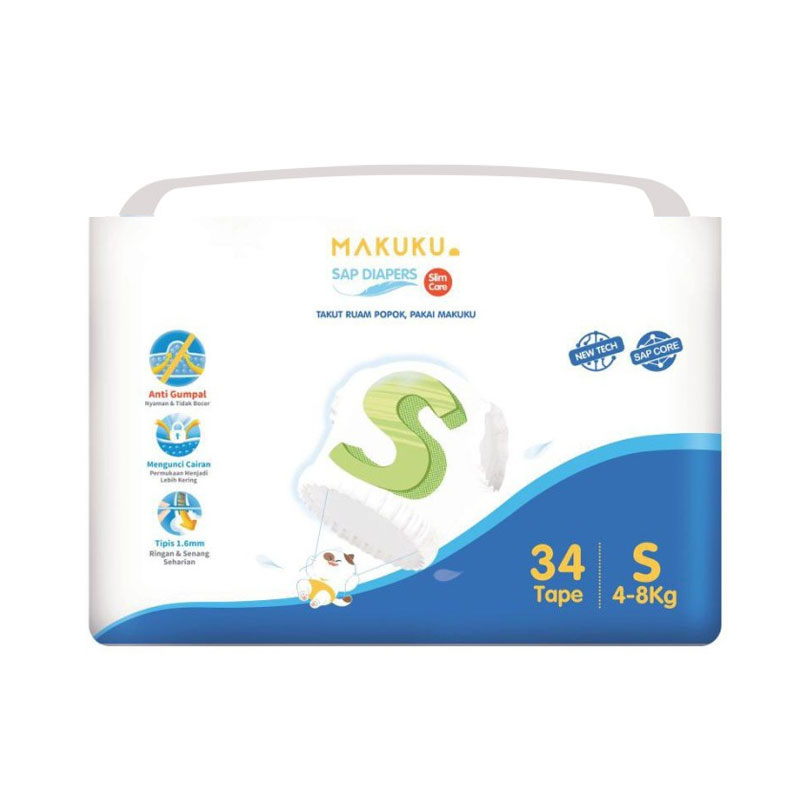 MAKUKU
SAP DIAPERS
Slim
Care
TAKUT RUAM POPOK, PAKAI MAKUKU
NEW TECH
SAP CORE
Anti Gumpal
Nyaman & Tidak Bocor
Mengunci Cairan
Permukaan Menjadi
Lebih Kering
Tipis 1.6mm
Ringan & Senang
Seharian
S
34
Tape
S
4-8Kg